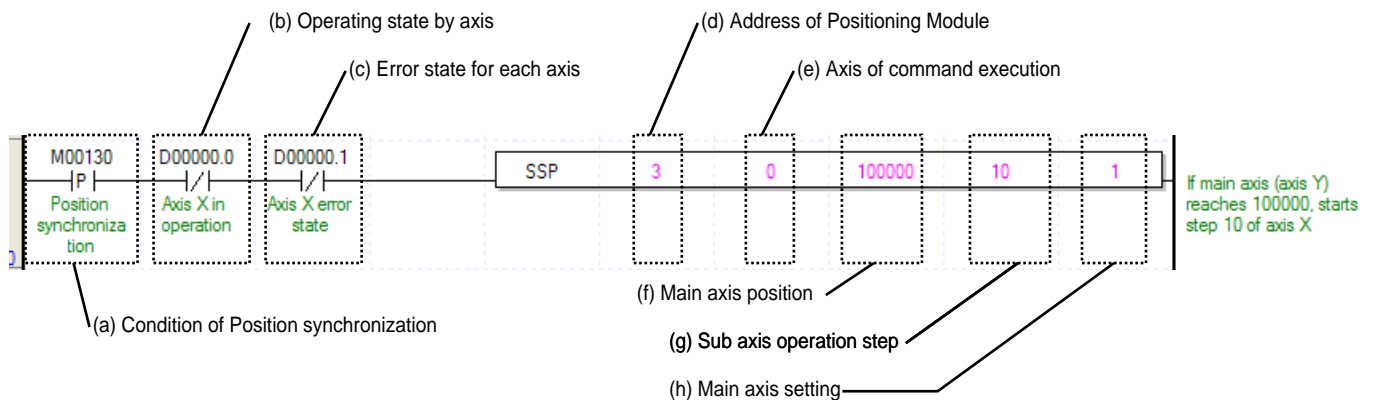 (b) Operating state by axis
(d) Address of Positioning Module
(c) Error state for each axis
(e) Axis of command execution
M00130
D00000.0
D00000.1
P
SSP 3 0 100000 10 1
Position
synchroniza
tion
Axis X in
operation
Axis X error
state
If main axis (axis Y)
reaches 100000, starts
step 10 of axis X
(f) Main axis position
(a) Condition of Position synchronization
(g) Sub axis operation step
(h) Main axis setting